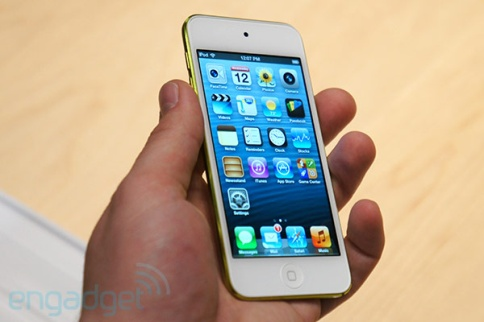 iPod
12:07 PM
12
FaceTime Calendar Photos Camera
Videos Maps Weather Passbook
Notes Reminders Clock Stocks
Newsstand iTunes App Store Game Center
Settings
Messages Mail Safari Music
engadget